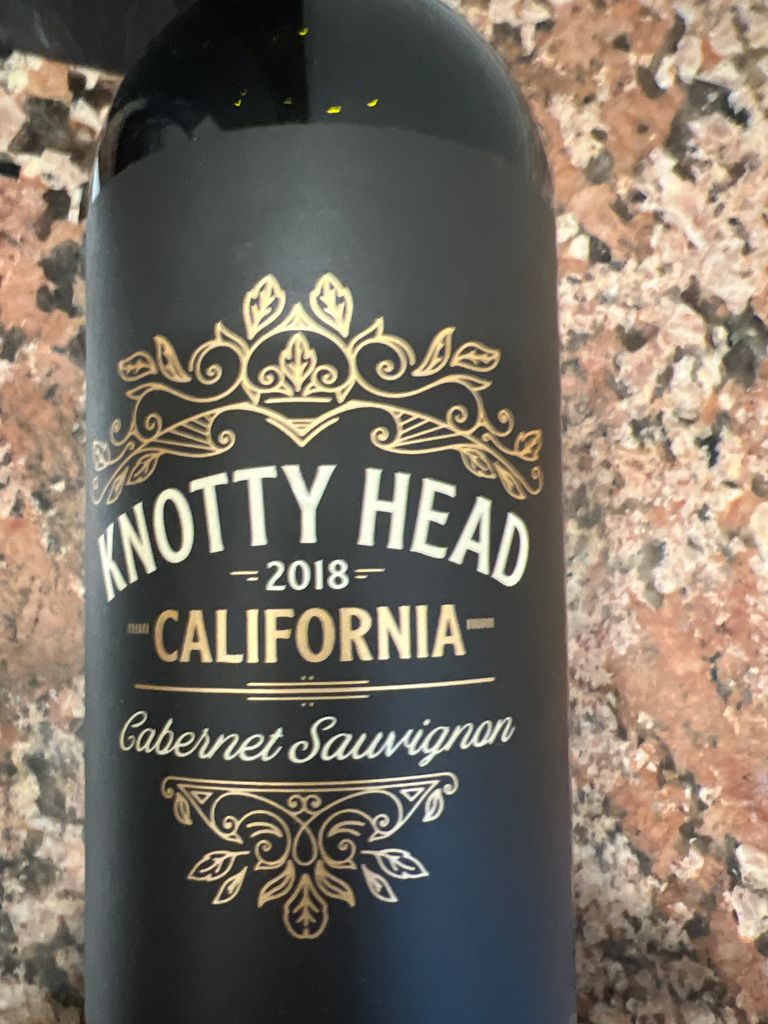 KNOTTY HEAD
2018
CALIFORNIA
Cabernet Sauvignon